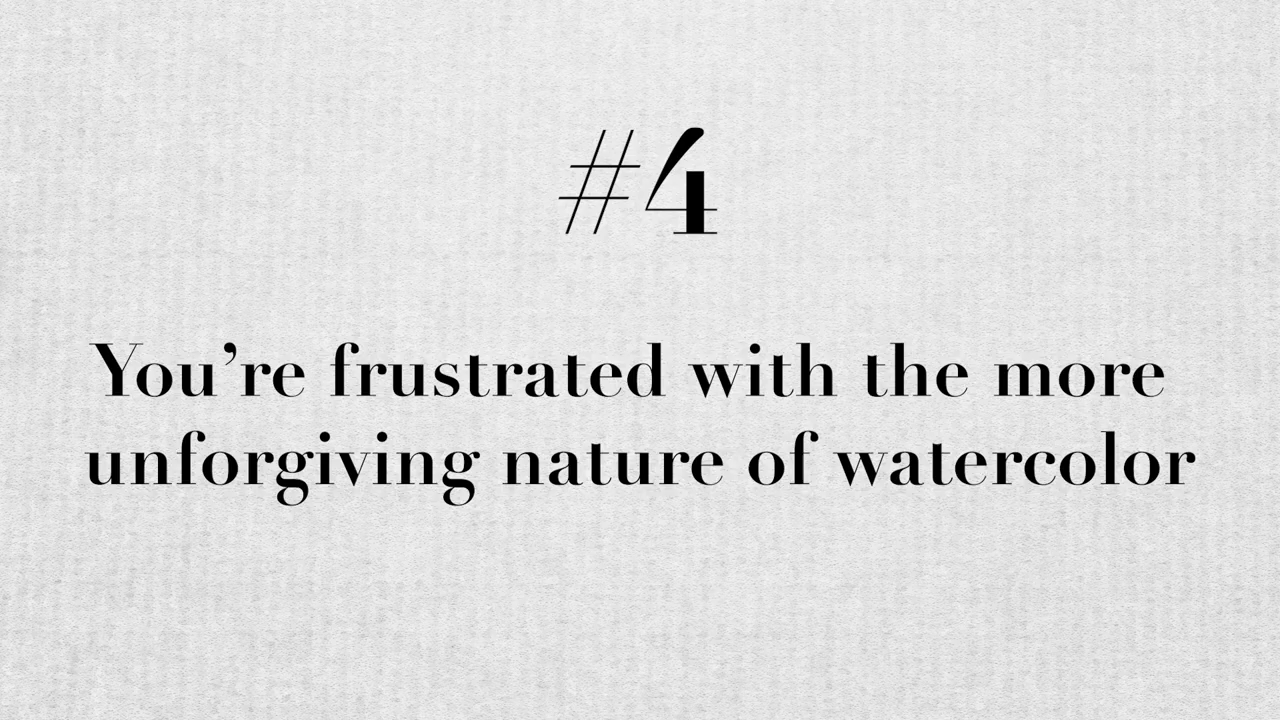 #4
You’re frustrated with the more
unforgiving nature of watercolor